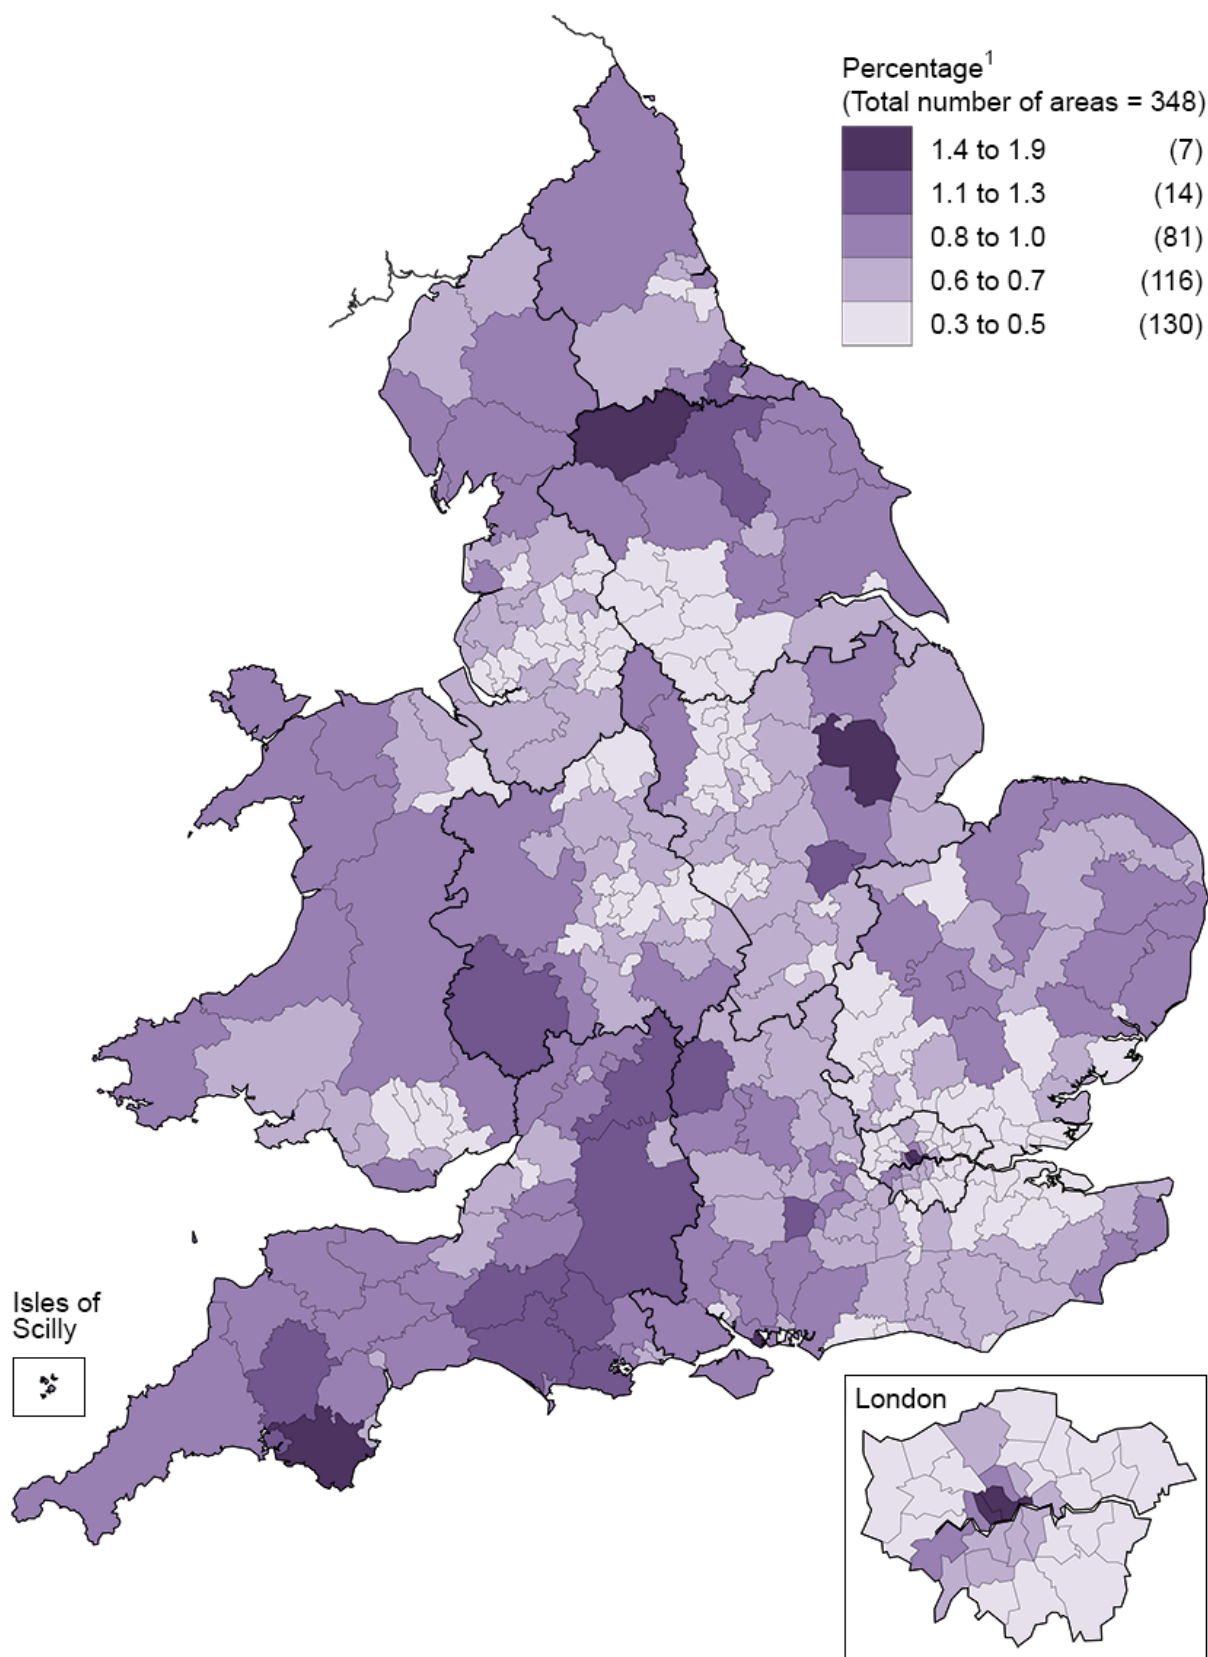 Percentage¹
(Total number of areas = 348)
1.4 to 1.9 (7)
1.1 to 1.3 (14)
0.8 to 1.0 (81)
0.6 to 0.7 (116)
0.3 to 0.5 (130)
Isles of
Scilly
London